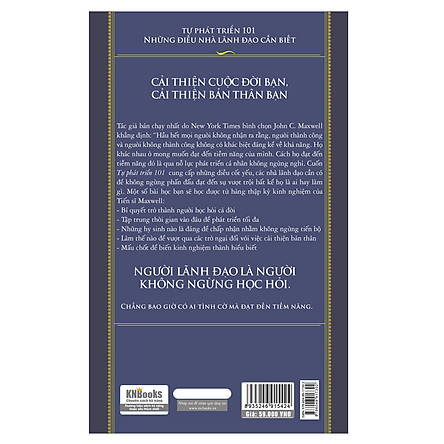 TỰ PHÁT TRIỂN 101
NHỮNG ĐIỀU NHÀ LÃNH ĐẠO CẦN BIẾT
CẢI THIỆN CUỘC ĐỜI BẠN,
CẢI THIỆN BẢN THÂN BẠN
Tác giả bán chạy nhất do New York Times bình chọn John C. Maxwell
khẳng định: "Hầu hết mọi người không nhận ra rằng, người thành công
và người không thành công không có khác biệt đáng kể về khả năng. Họ
khác nhau ở mong muốn đạt đến tiềm năng của mình. Cách họ đạt đến
tiềm năng đó là qua nỗ lực phát triển cá nhân không ngừng nghỉ. Cuốn
Tự phát triển 101 cung cấp những điều cốt yếu, các nhà lãnh đạo cần có
để không ngừng phấn đấu đạt đến sự vượt trội bất kể họ là ai hay làm
gì. Một số bài học bạn sẽ học được từ hàng thập kỷ kinh nghiệm của
Tiến sĩ Maxwell:
- Bí quyết trở thành người học hỏi cả đời
- Tập trung thời gian vào đâu để phát triển tối đa
- Những hy sinh nào là đáng để chấp nhận nhằm không ngừng tiến bộ
- Làm thế nào để vượt qua các trở ngại đối với việc cải thiện bản thân
- Mấu chốt để biến kinh nghiệm thành hiểu biết
NGƯỜI LÃNH ĐẠO LÀ NGƯỜI
KHÔNG NGỪNG HỌC HỎI.
CHẲNG BAO GIỜ CÓ AI TÌNH CỜ MÀ ĐẠT ĐẾN TIỀM NĂNG.
KNBooks
8935246915424
Giá: 59.000 VNĐ